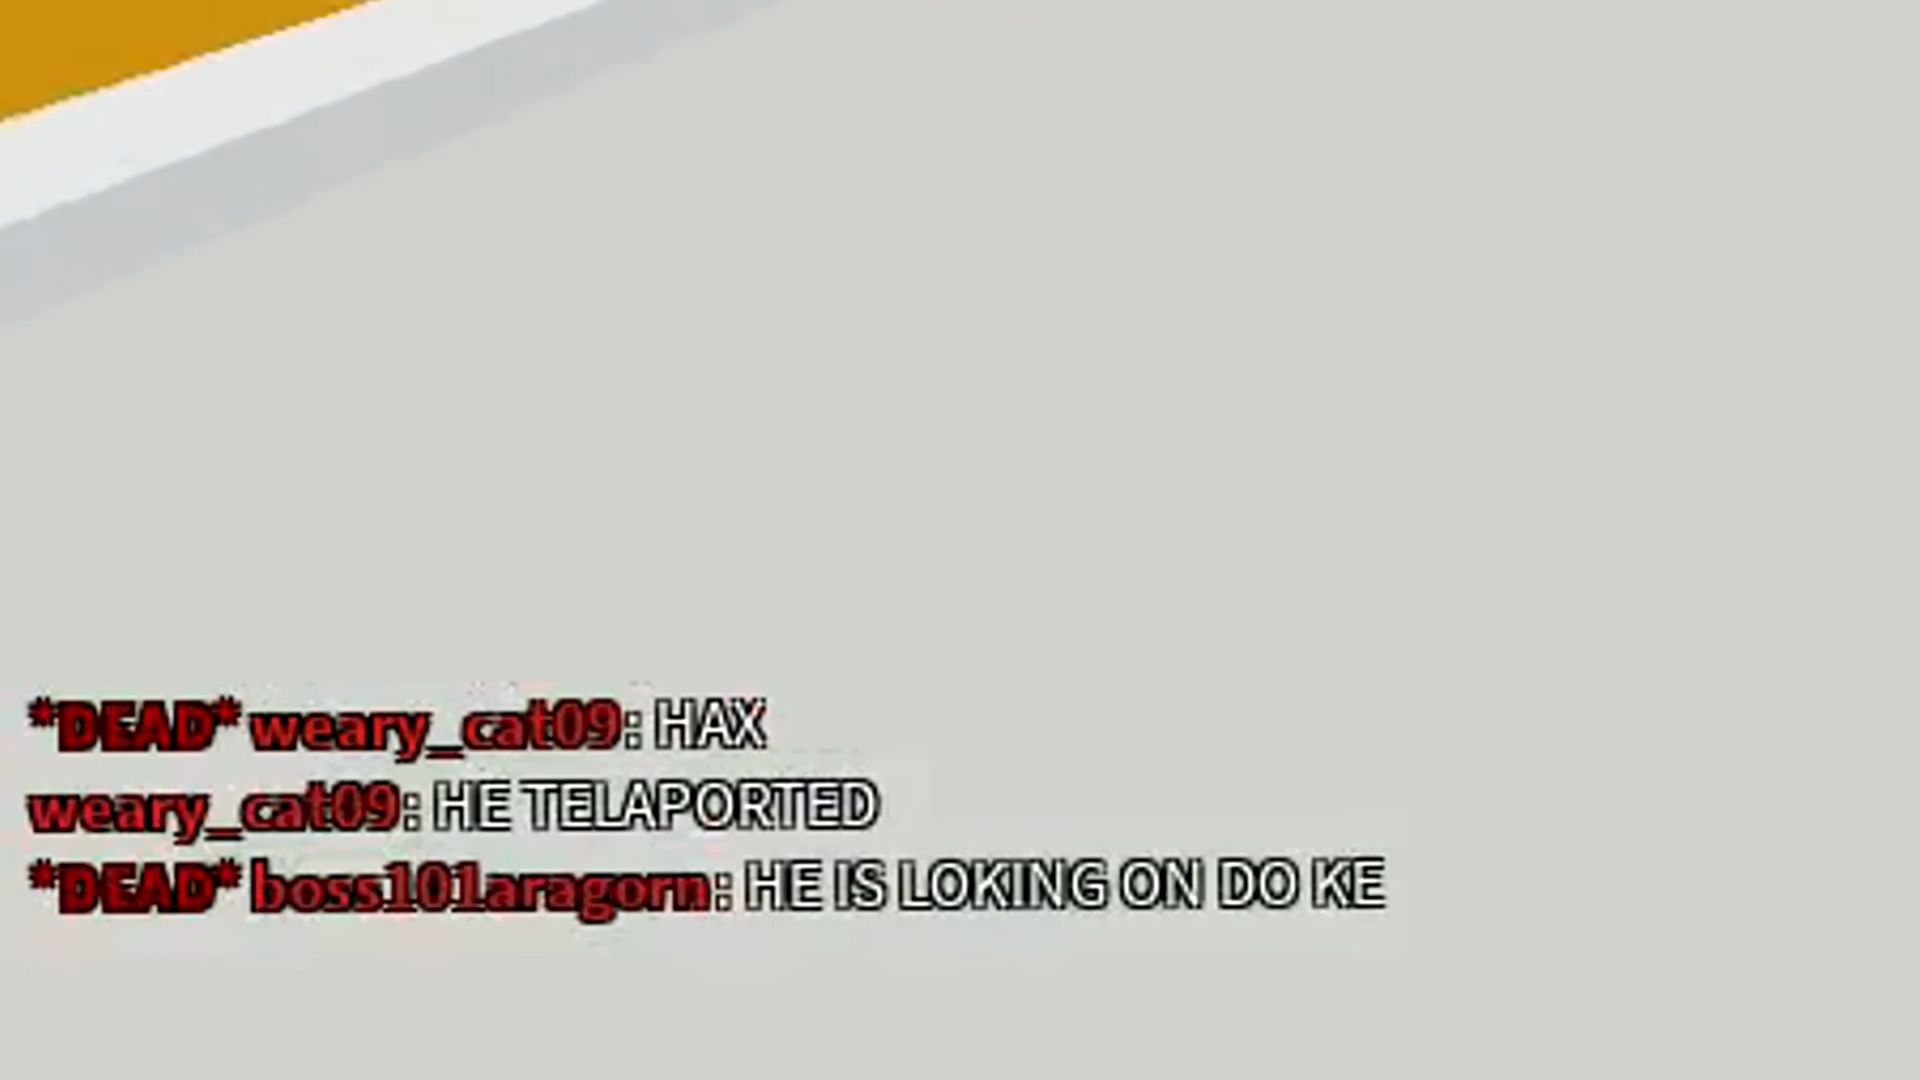 *DEAD* weary_cat09: HAX
weary_cat09: HE TELAPORTED
*DEAD* boss101aragorn: HE IS LOKING ON DO KE